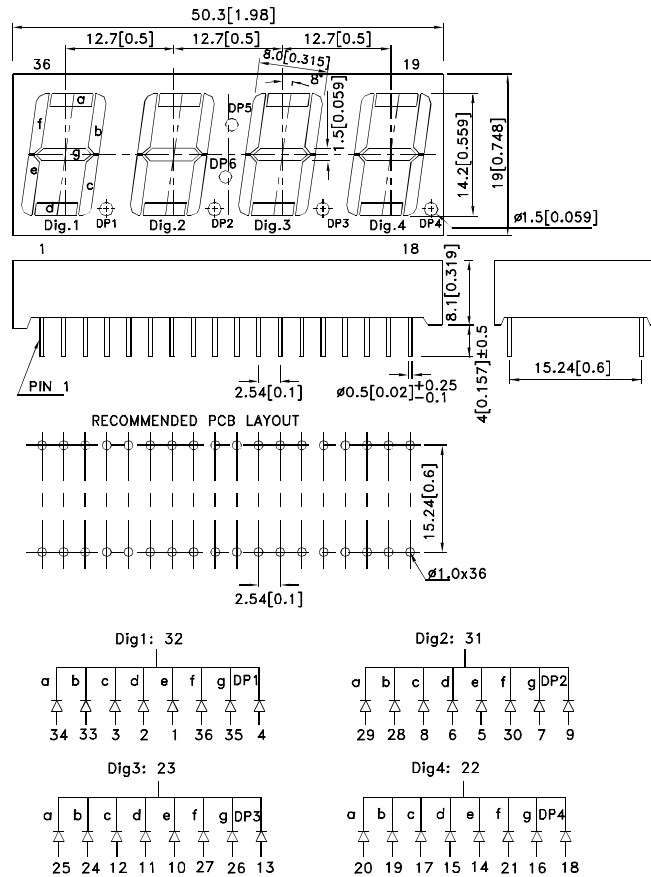 50.3[1.98]
12.7[0.5] 12.7[0.5] 12.7[0.5]
8.0[0.315]
36 19
8°
a
f b
g
e c
d
DP5
DP6
1.5[0.059]
14.2[0.559]
19[0.748]
Dig.1 DP1 Dig.2 DP2 Dig.3 DP3 Dig.4 DP4
ø1.5[0.059]
1 18
8.1[0.319]
4[0.157]±0.5
PIN 1
2.54[0.1]
ø0.5[0.02]+0.25 −0.1
15.24[0.6]
RECOMMENDED PCB LAYOUT
15.24[0.6]
ø1.0x36
2.54[0.1]
Dig1: 32
a b c d e f g DP1
34 33 3 2 1 36 35 4
Dig2: 31
a b c d e f g DP2
29 28 8 6 5 30 7 9
Dig3: 23
a b c d e f g DP3
25 24 12 11 10 27 26 13
Dig4: 22
a b c d e f g DP4
20 19 17 15 14 21 16 18